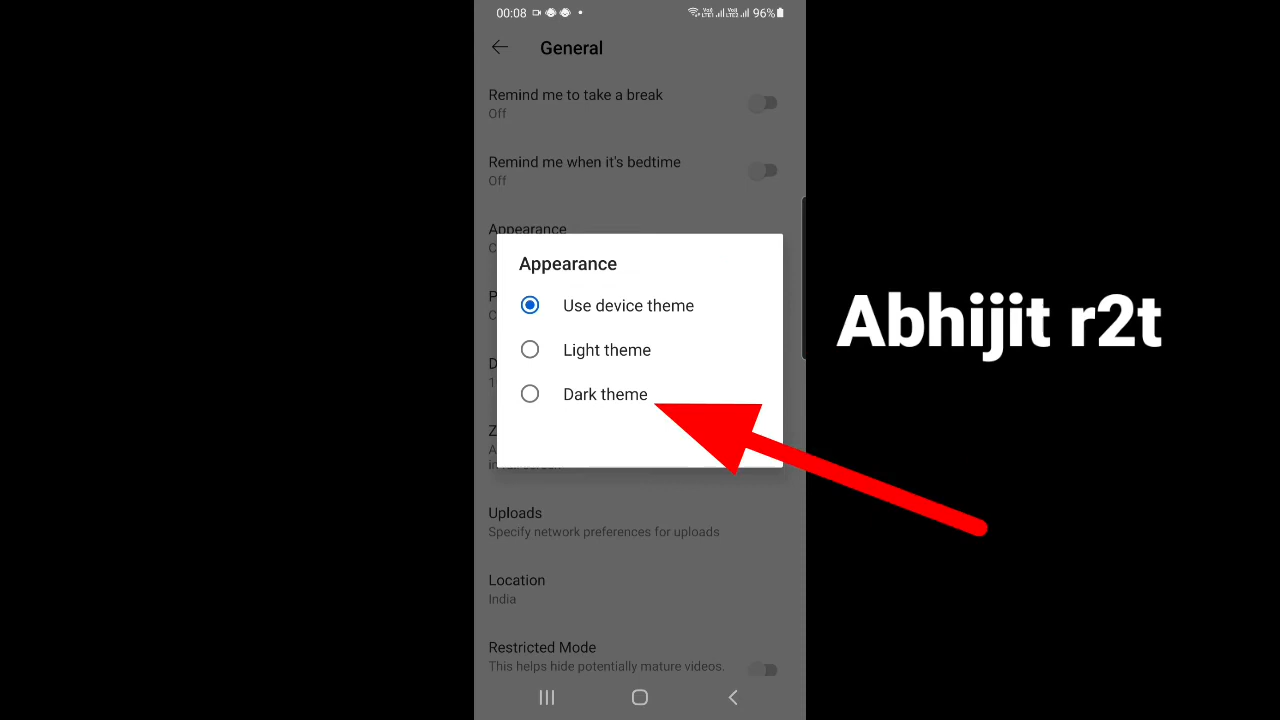 00:08
96%
General
Remind me to take a break
Off
Remind me when it's bedtime
Off
Appearance
Appearance
Use device theme
Light theme
Dark theme
Uploads
Specify network preferences for uploads
Location
India
Restricted Mode
This helps hide potentially mature videos.
Abhijit r2t